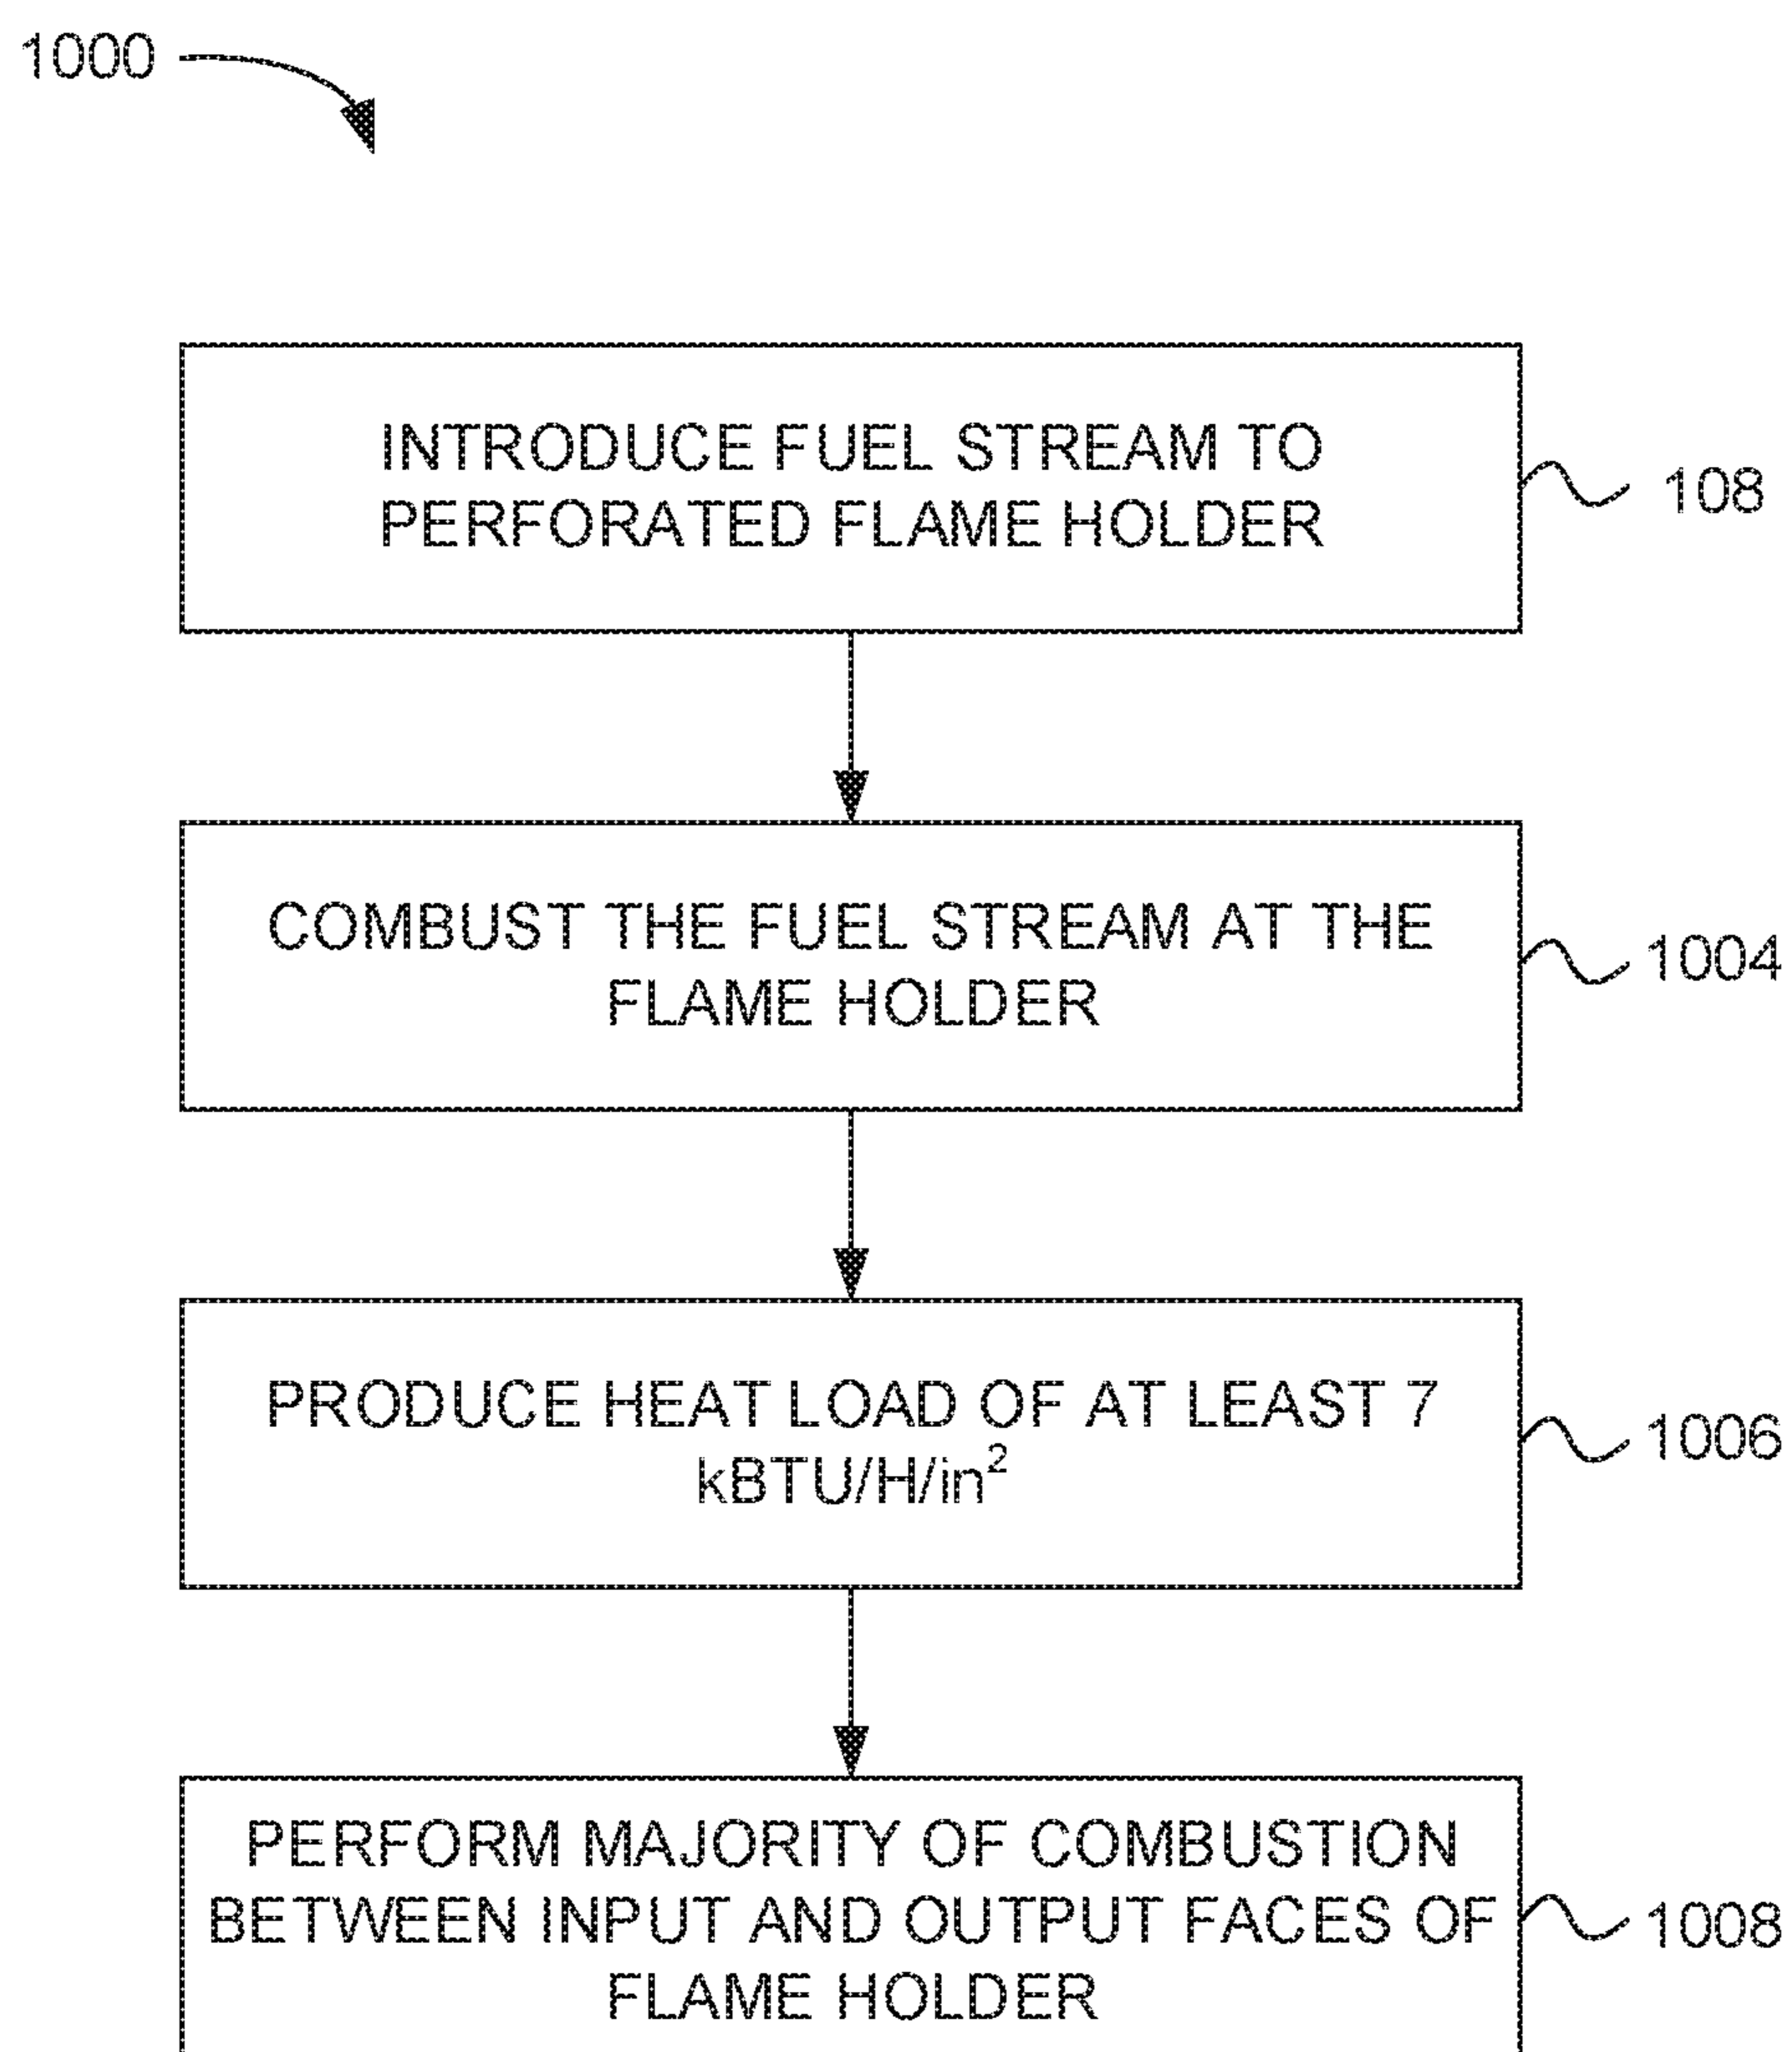 1000
INTRODUCE FUEL STREAM TO
PERFORATED FLAME HOLDER
108
COMBUST THE FUEL STREAM AT THE
FLAME HOLDER
1004
PRODUCE HEAT LOAD OF AT LEAST 7
kBTU/H/in²
1006
PERFORM MAJORITY OF COMBUSTION
BETWEEN INPUT AND OUTPUT FACES OF
FLAME HOLDER
1008